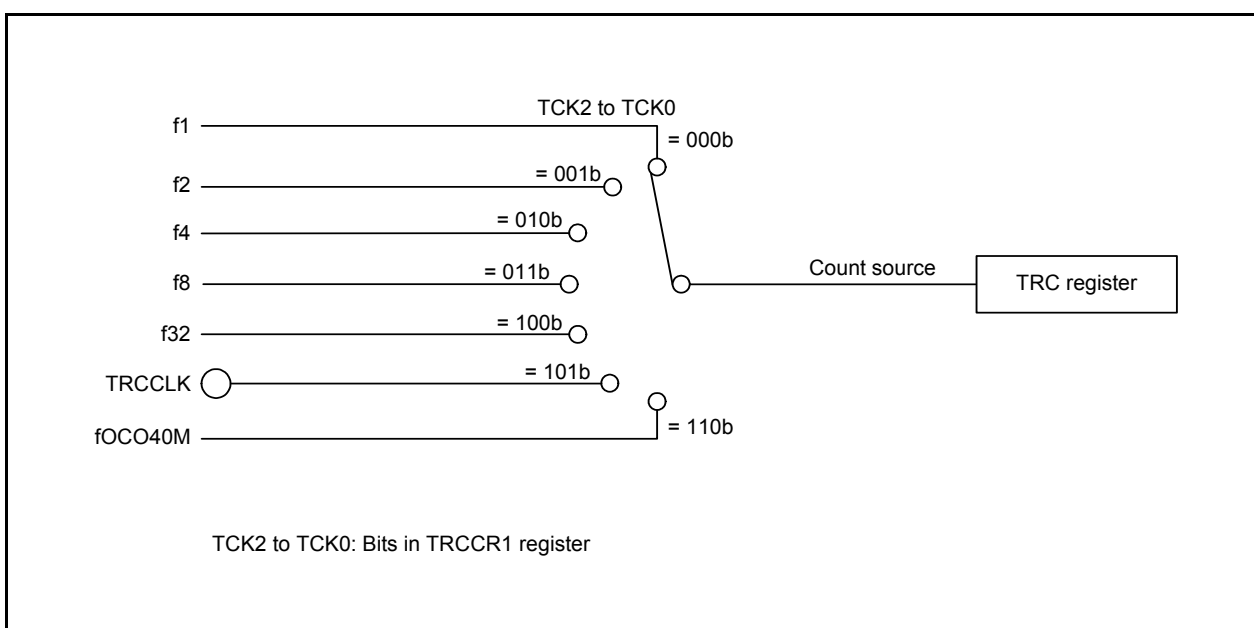 TCK2 to TCK0
f1
= 000b
f2
= 001b
f4
= 010b
f8
= 011b
Count source
TRC register
f32
= 100b
TRCCLK
= 101b
fOCO40M
= 110b
TCK2 to TCK0: Bits in TRCCR1 register